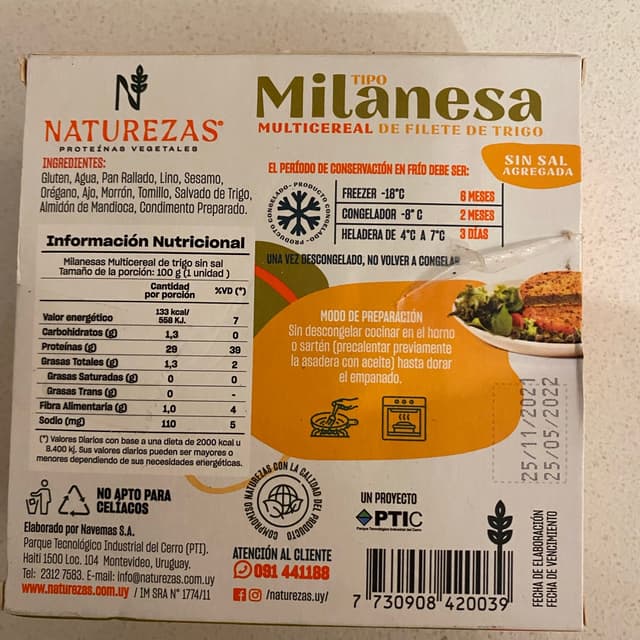 NATUREZAS®
PROTEÍNAS VEGETALES
TIPO
Milanesa
MULTICEREAL DE FILETE DE TRIGO
SIN SAL
AGREGADA
INGREDIENTES:
Gluten, Agua, Pan Rallado, Lino, Sesamo,
Orégano, Ajo, Morrón, Tomillo, Salvado de Trigo,
Almidón de Mandioca, Condimento Preparado.
EL PERÍODO DE CONSERVACIÓN EN FRÍO DEBE SER:
PRODUCTO CONGELADO-PRODUCTO CONGELADO-
FREEZER -18°C 6 MESES
CONGELADOR -8° C 2 MESES
HELADERA DE 4°C A 7°C 3 DÍAS
UNA VEZ DESCONGELADO, NO VOLVER A CONGELAR
Información Nutricional
Milanesas Multicereal de trigo sin sal
Tamaño de la porción: 100 g (1 unidad )
Cantidad por porción %VD (*)
Valor energético 133 kcal/ 558 KJ. 7
Carbohidratos (g) 1,3 0
Proteínas (g) 29 39
Grasas Totales (g) 1,3 2
Grasas Saturadas (g) 0 0
Grasas Trans (g) 0 -
Fibra Alimentaria (g) 1,0 4
Sodio (mg) 110 5
(*) Valores Diarios con base a una dieta de 2000 kcal u
8.400 kj. Sus valores diarios pueden ser mayores o
menores dependiendo de sus necesidades energéticas.
MODO DE PREPARACIÓN
Sin descongelar cocinar en el horno
o sartén (precalentar previamente
la asadera con aceite) hasta dorar
el empanado.
25/11/2021
25/05/2022
FECHA DE ELABORACIÓN
FECHA DE VENCIMIENTO
NO APTO PARA
CELÍACOS
COMPROMISO NATUREZAS CON LA CALIDAD DEL PRODUCTO
UN PROYECTO
PTIC
Parque Tecnológico Industrial del Cerro
Elaborado por Navemas S.A.
Parque Tecnológico Industrial del Cerro (PTI).
Haití 1500 Loc. 104 Montevideo, Uruguay.
Tel: 2312 7583. E-mail: info@naturezas.com.uy
www.naturezas.com.uy / IM SRA N° 1774/11
ATENCIÓN AL CLIENTE
091 441188
/naturezas.uy/
7 730908 420039